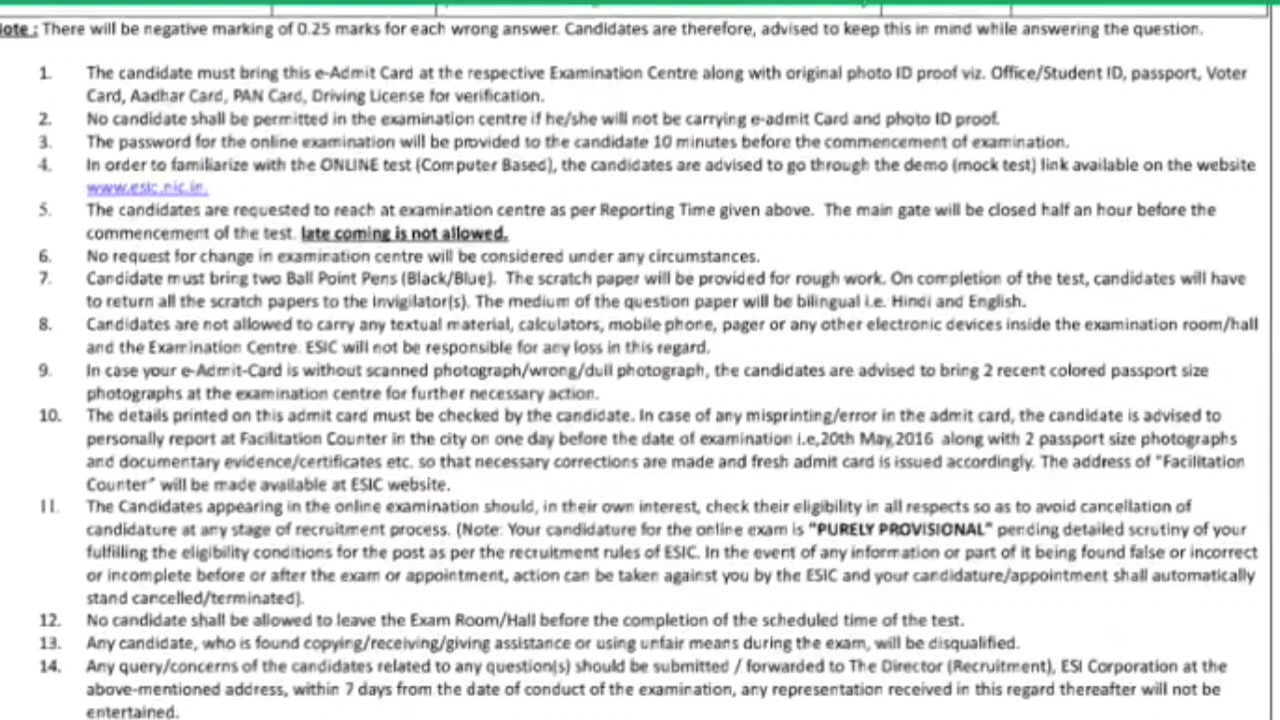 Note : There will be negative marking of 0.25 marks for each wrong answer. Candidates are therefore, advised to keep this in mind while answering the question.
1. The candidate must bring this e-Admit Card at the respective Examination Centre along with original photo ID proof viz. Office/Student ID, passport, Voter
Card, Aadhar Card, PAN Card, Driving License for verification.
2. No candidate shall be permitted in the examination centre if he/she will not be carrying e-admit Card and photo ID proof.
3. The password for the online examination will be provided to the candidate 10 minutes before the commencement of examination.
4. In order to familiarize with the ONLINE test (Computer Based), the candidates are advised to go through the demo (mock test) link available on the website
www.esic.nic.in.
5. The candidates are requested to reach at examination centre as per Reporting Time given above. The main gate will be closed half an hour before the
commencement of the test. late coming is not allowed.
6. No request for change in examination centre will be considered under any circumstances.
7. Candidate must bring two Ball Point Pens (Black/Blue). The scratch paper will be provided for rough work. On completion of the test, candidates will have
to return all the scratch papers to the invigilator(s). The medium of the question paper will be bilingual i.e. Hindi and English.
8. Candidates are not allowed to carry any textual material, calculators, mobile phone, pager or any other electronic devices inside the examination room/hall
and the Examination Centre. ESIC will not be responsible for any loss in this regard.
9. In case your e-Admit-Card is without scanned photograph/wrong/dull photograph, the candidates are advised to bring 2 recent colored passport size
photographs at the examination centre for further necessary action.
10. The details printed on this admit card must be checked by the candidate. In case of any misprinting/error in the admit card, the candidate is advised to
personally report at Facilitation Counter in the city on one day before the date of examination i.e,20th May,2016 along with 2 passport size photographs
and documentary evidence/certificates etc. so that necessary corrections are made and fresh admit card is issued accordingly. The address of "Facilitation
Counter" will be made available at ESIC website.
11. The Candidates appearing in the online examination should, in their own interest, check their eligibility in all respects so as to avoid cancellation of
candidature at any stage of recruitment process. (Note: Your candidature for the online exam is "PURELY PROVISIONAL" pending detailed scrutiny of your
fulfilling the eligibility conditions for the post as per the recruitment rules of ESIC. In the event of any information or part of it being found false or incorrect
or incomplete before or after the exam or appointment, action can be taken against you by the ESIC and your candidature/appointment shall automatically
stand cancelled/terminated).
12. No candidate shall be allowed to leave the Exam Room/Hall before the completion of the scheduled time of the test.
13. Any candidate, who is found copying/receiving/giving assistance or using unfair means during the exam, will be disqualified.
14. Any query/concerns of the candidates related to any question(s) should be submitted / forwarded to The Director (Recruitment), ESI Corporation at the
above-mentioned address, within 7 days from the date of conduct of the examination, any representation received in this regard thereafter will not be
entertained.